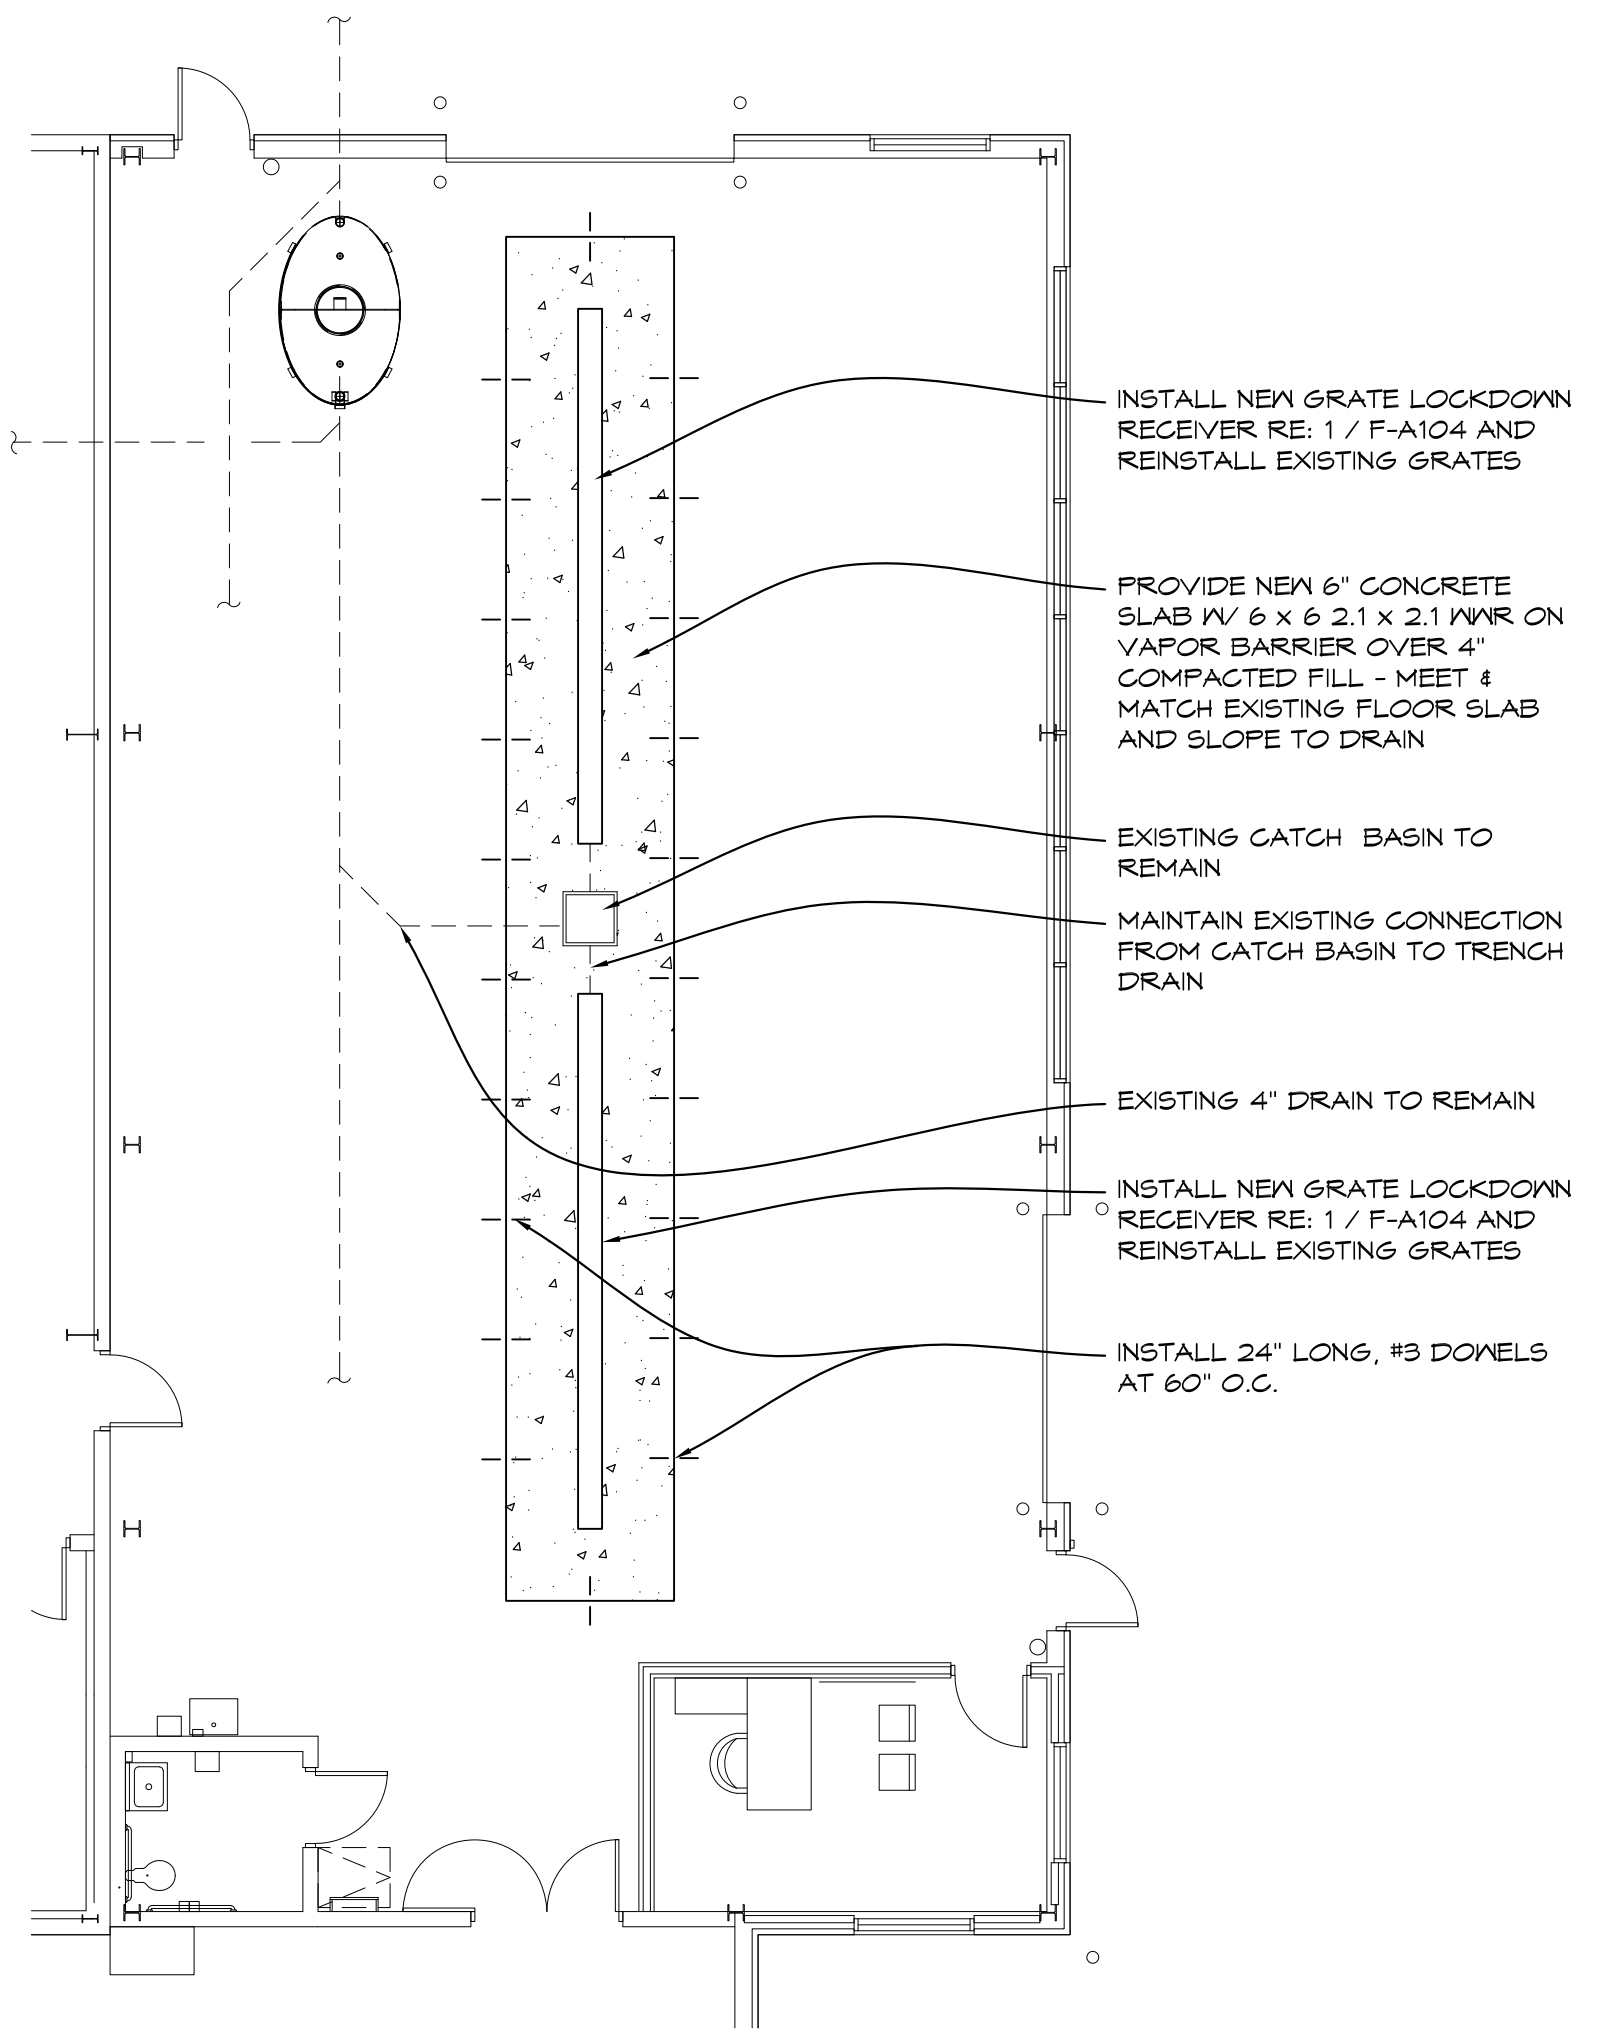 INSTALL NEW GRATE LOCKDOWN
RECEIVER RE: 1 / F-A104 AND
REINSTALL EXISTING GRATES
PROVIDE NEW 6" CONCRETE
SLAB W/ 6 x 6 2.1 x 2.1 WWR ON
VAPOR BARRIER OVER 4"
COMPACTED FILL - MEET &
MATCH EXISTING FLOOR SLAB
AND SLOPE TO DRAIN
EXISTING CATCH BASIN TO
REMAIN
MAINTAIN EXISTING CONNECTION
FROM CATCH BASIN TO TRENCH
DRAIN
EXISTING 4" DRAIN TO REMAIN
INSTALL NEW GRATE LOCKDOWN
RECEIVER RE: 1 / F-A104 AND
REINSTALL EXISTING GRATES
INSTALL 24" LONG, #3 DOWELS
AT 60" O.C.